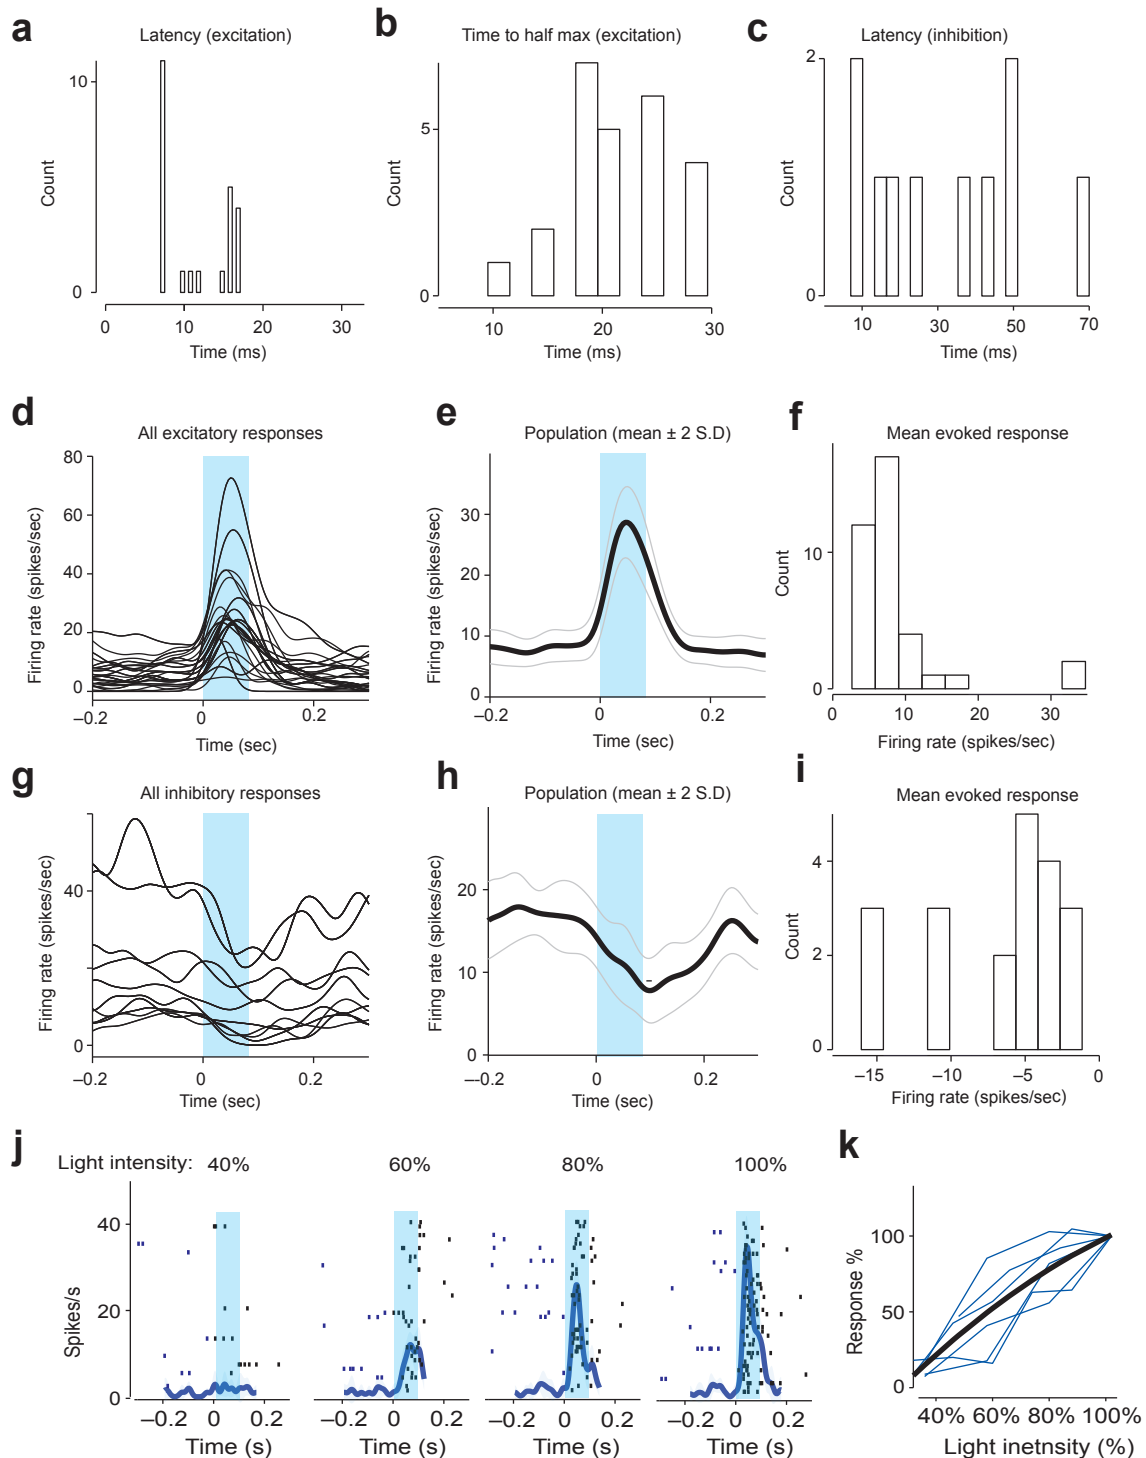 a
Latency (excitation)
10
0
Count
0 10 20 30
Time (ms)
b
Time to half max (excitation)
5
0
Count
10 20 30
Time (ms)
c
Latency (inhibition)
2
1
0
Count
10 30 50 70
Time (ms)
d
All excitatory responses
80
60
40
20
0
Firing rate (spikes/sec)
–0.2 0 0.2
Time (sec)
e
Population (mean ± 2 S.D)
30
20
10
0
Firing rate (spikes/sec)
–0.2 0 0.2
Time (sec)
f
Mean evoked response
10
0
Count
0 10 20 30
Firing rate (spikes/sec)
g
All inhibitory responses
40
0
Firing rate (spikes/sec)
–0.2 0 0.2
Time (sec)
h
Population (mean ± 2 S.D)
20
10
0
Firing rate (spikes/sec)
–-0.2 0 0.2
Time (sec)
i
Mean evoked response
4
2
0
Count
–15 –10 –5 0
Firing rate (spikes/sec)
j
Light intensity: 40% 60% 80% 100%
40
20
0
Spikes/s
–0.2 0 0.2
Time (s)
–0.2 0 0.2
Time (s)
–0.2 0 0.2
Time (s)
–0.2 0 0.2
Time (s)
k
100
50
0
Response %
40% 60% 80% 100%
Light inetnsity (%)